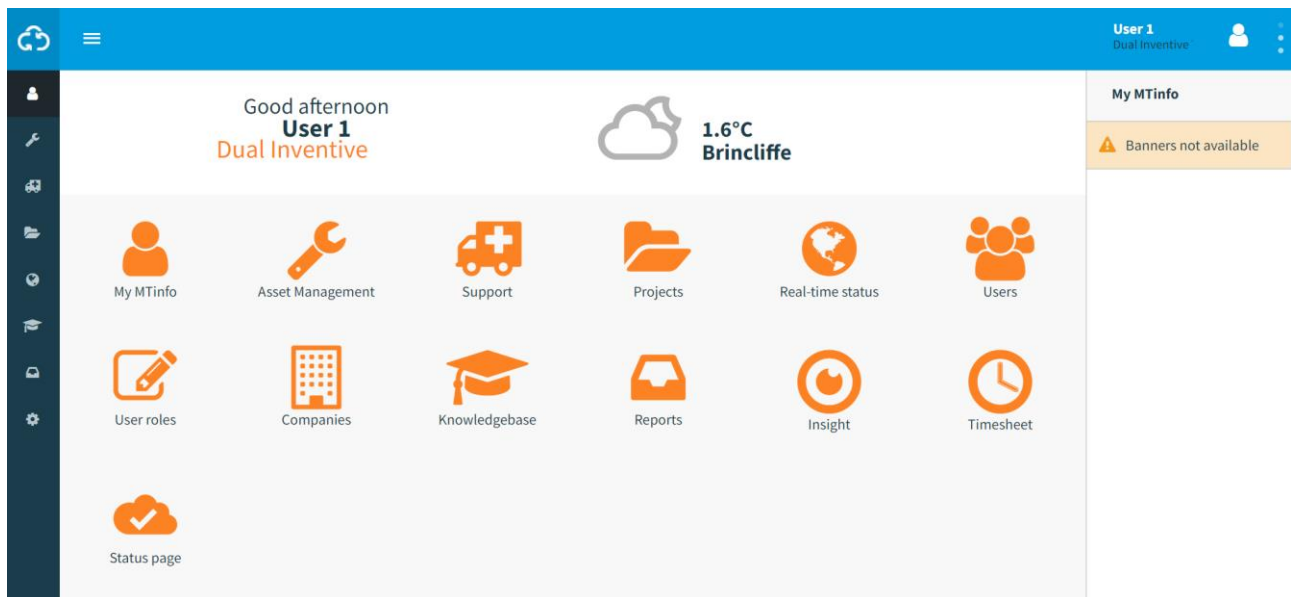 User 1
Dual Inventive
Good afternoon
User 1
Dual Inventive
1.6°C
Brincliffe
My MTinfo
Banners not available
My MTinfo
Asset Management
Support
Projects
Real-time status
Users
User roles
Companies
Knowledgebase
Reports
Insight
Timesheet
Status page